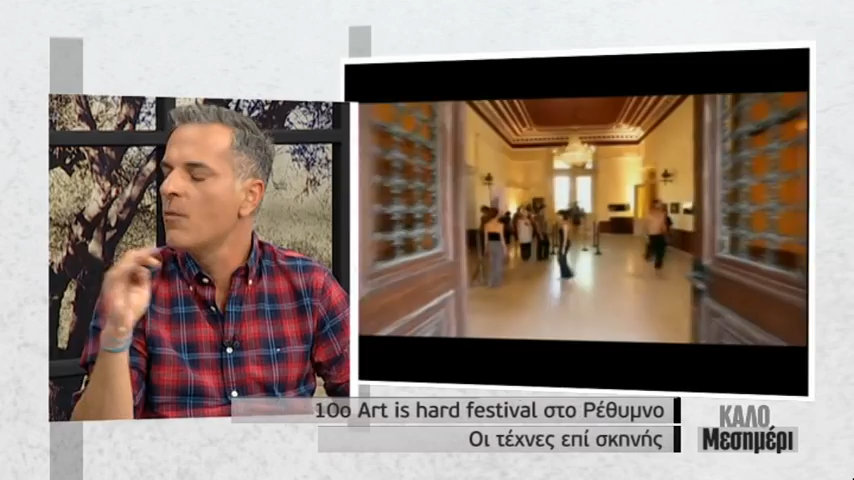 10ο Art is hard festival στο Ρέθυμνο
Οι τέχνες επί σκηνής
ΚΑΛΟ
Μεσημέρι